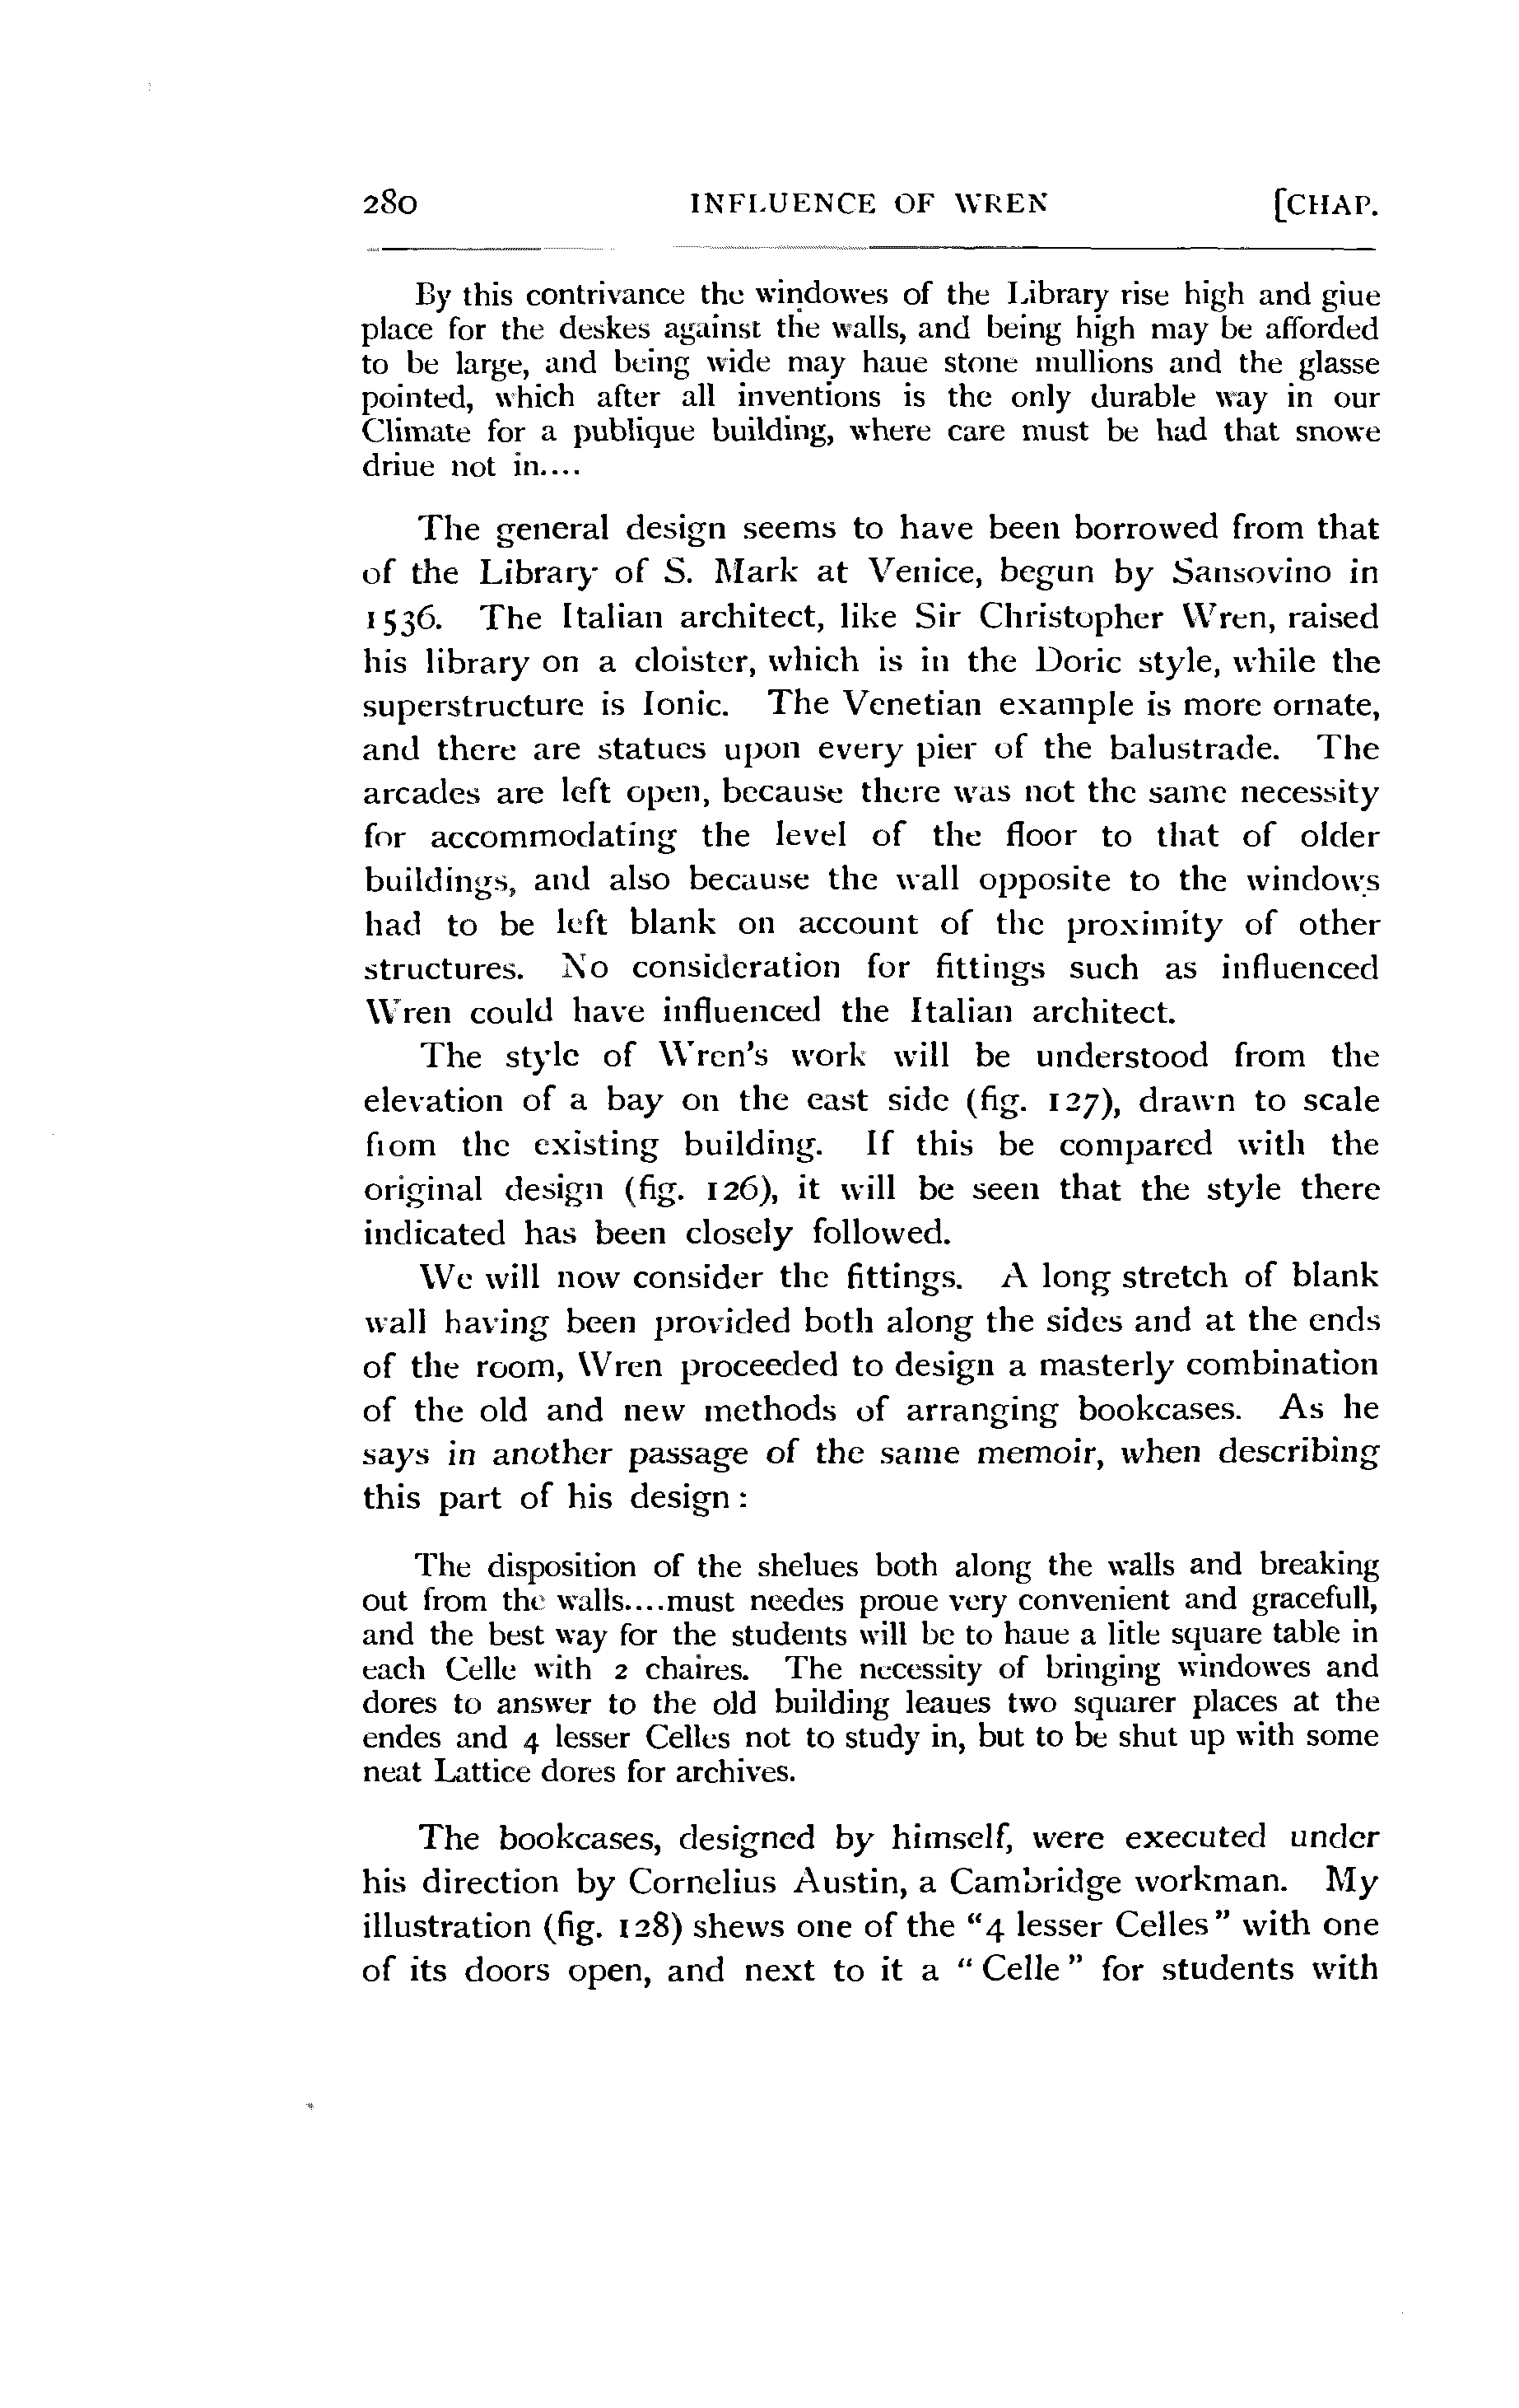 280 INFLUENCE OF WREN [CHAP.
By this contrivance the windowes of the Library rise high and giue
place for the deskes against the walls, and being high may be afforded
to be large, and being wide may haue stone mullions and the glasse
pointed, which after all inventions is the only durable way in our
Climate for a publique building, where care must be had that snowe
driue not in....
The general design seems to have been borrowed from that
of the Library of S. Mark at Venice, begun by Sansovino in
1536. The Italian architect, like Sir Christopher Wren, raised
his library on a cloister, which is in the Doric style, while the
superstructure is Ionic. The Venetian example is more ornate,
and there are statues upon every pier of the balustrade. The
arcades are left open, because there was not the same necessity
for accommodating the level of the floor to that of older
buildings, and also because the wall opposite to the windows
had to be left blank on account of the proximity of other
structures. No consideration for fittings such as influenced
Wren could have influenced the Italian architect.
The style of Wren's work will be understood from the
elevation of a bay on the east side (fig. 127), drawn to scale
from the existing building. If this be compared with the
original design (fig. 126), it will be seen that the style there
indicated has been closely followed.
We will now consider the fittings. A long stretch of blank
wall having been provided both along the sides and at the ends
of the room, Wren proceeded to design a masterly combination
of the old and new methods of arranging bookcases. As he
says in another passage of the same memoir, when describing
this part of his design:
The disposition of the shelues both along the walls and breaking
out from the walls....must needes proue very convenient and gracefull,
and the best way for the students will be to haue a litle square table in
each Celle with 2 chaires. The necessity of bringing windowes and
dores to answer to the old building leaues two squarer places at the
endes and 4 lesser Celles not to study in, but to be shut up with some
neat Lattice dores for archives.
The bookcases, designed by himself, were executed under
his direction by Cornelius Austin, a Cambridge workman. My
illustration (fig. 128) shews one of the "4 lesser Celles" with one
of its doors open, and next to it a "Celle" for students with